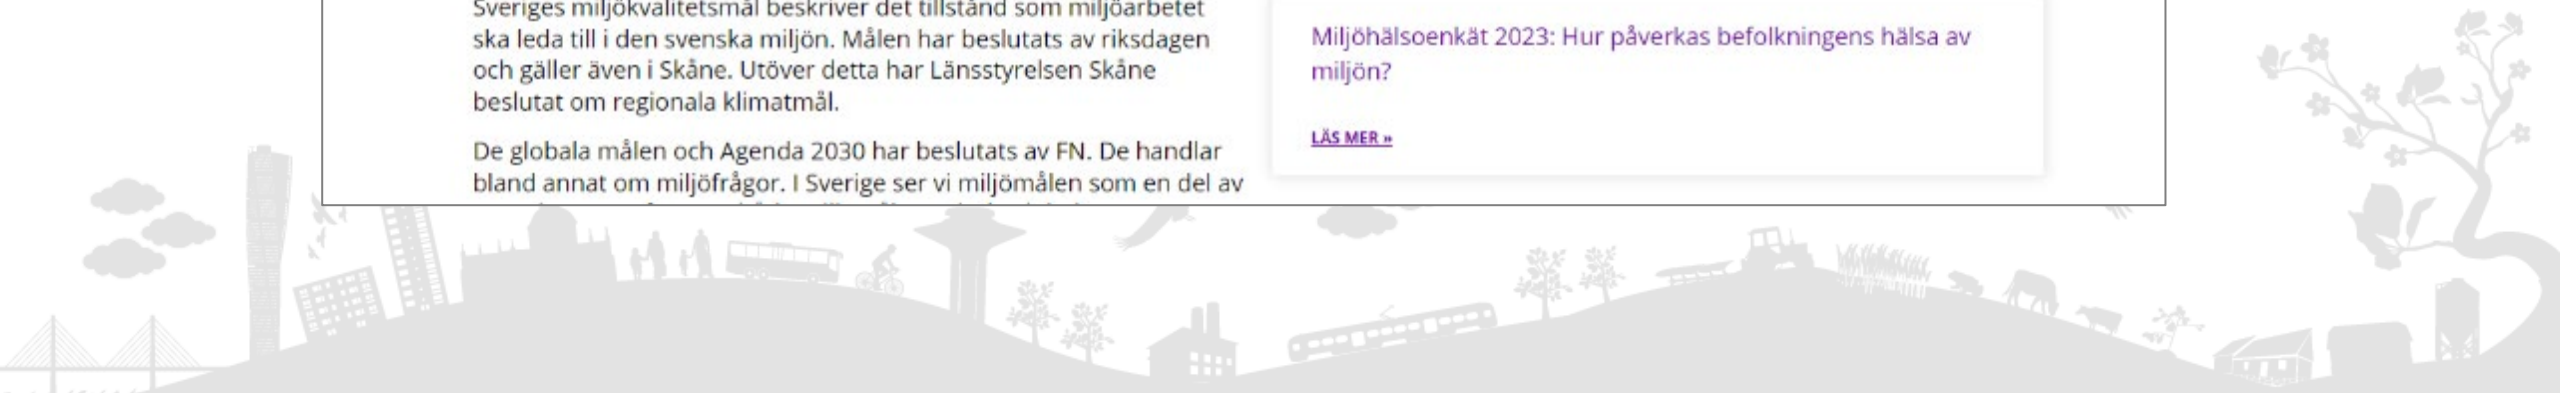 Sveriges miljökvalitetsmål beskriver det tillstånd som miljöarbetet
ska leda till i den svenska miljön. Målen har beslutats av riksdagen
och gäller även i Skåne. Utöver detta har Länsstyrelsen Skåne
beslutat om regionala klimatmål.
De globala målen och Agenda 2030 har beslutats av FN. De handlar
bland annat om miljöfrågor. I Sverige ser vi miljömålen som en del av
Miljöhälsoenkät 2023: Hur påverkas befolkningens hälsa av
miljön?
LÄS MER »